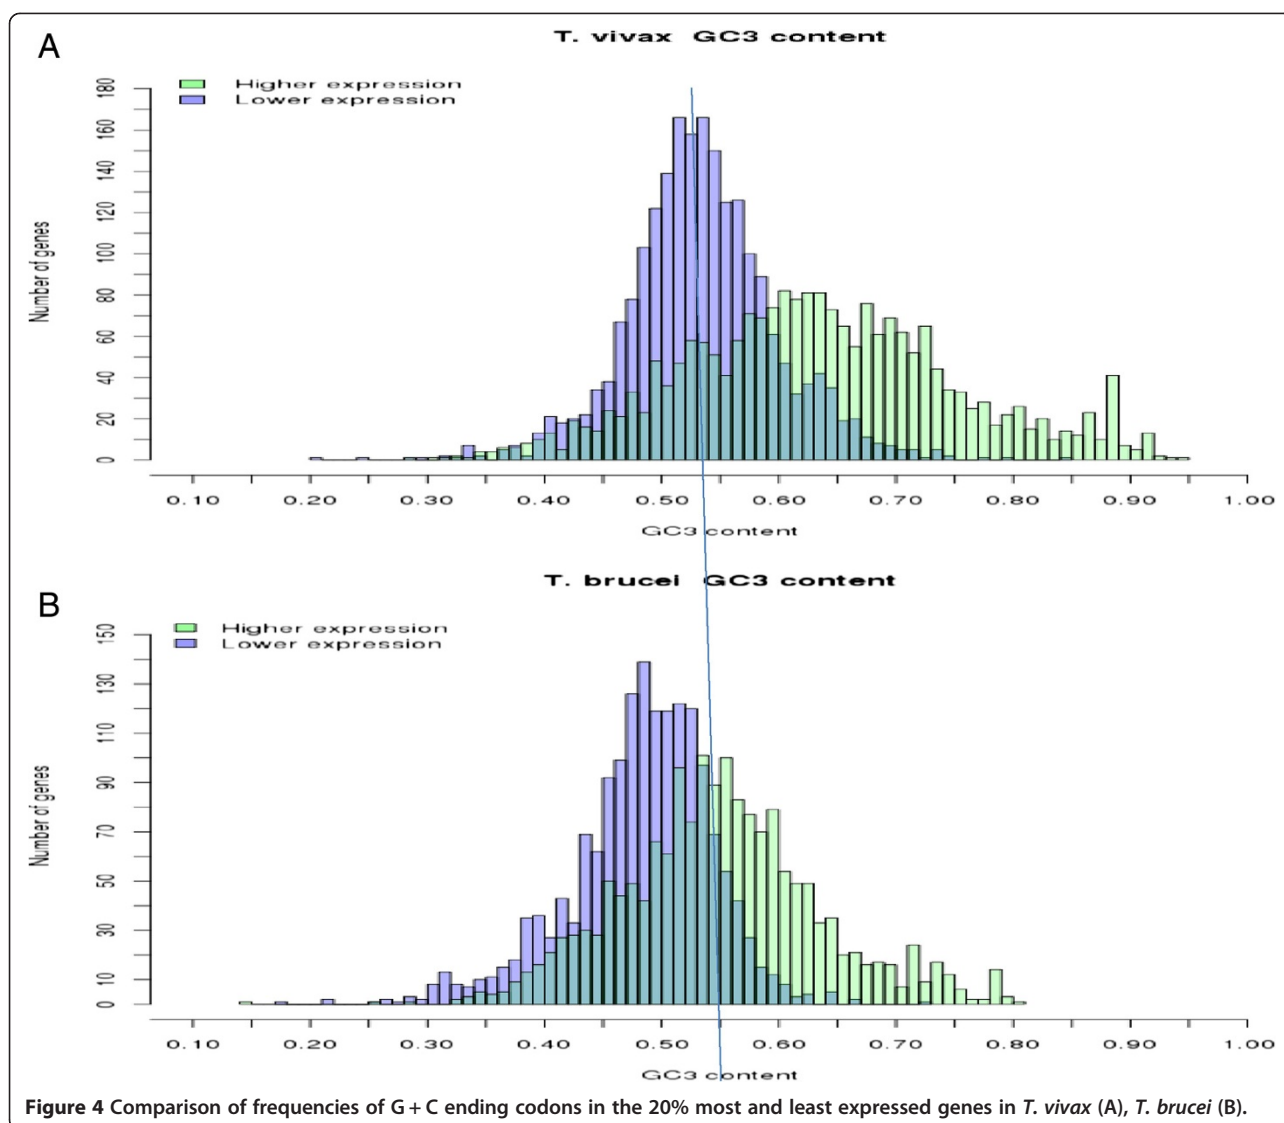 A
T. vivax GC3 content
Higher expression
Lower expression
Number of genes
180
160
140
120
100
80
60
40
20
0
0.10 0.20 0.30 0.40 0.50 0.60 0.70 0.80 0.90 1.00
GC3 content
B
T. brucei GC3 content
Higher expression
Lower expression
Number of genes
150
130
110
90
70
50
30
10
0
0.10 0.20 0.30 0.40 0.50 0.60 0.70 0.80 0.90 1.00
GC3 content
Figure 4 Comparison of frequencies of G + C ending codons in the 20% most and least expressed genes in T. vivax (A), T. brucei (B).